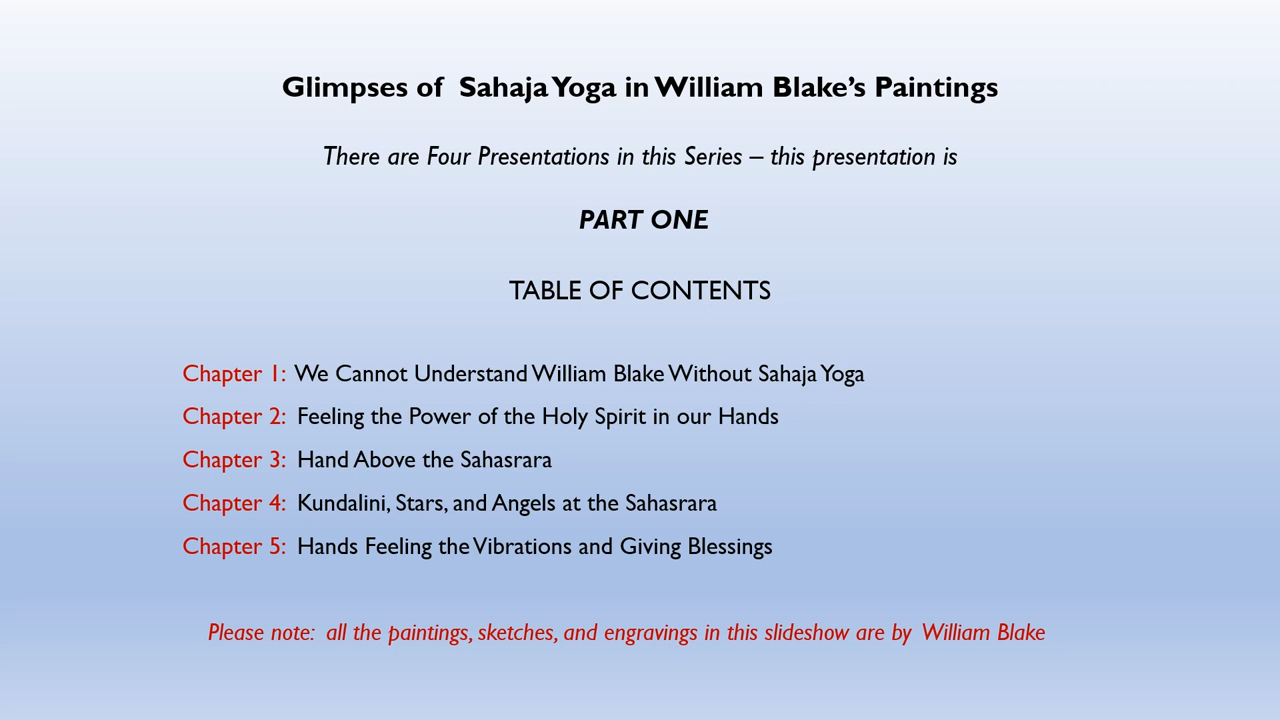 Glimpses of Sahaja Yoga in William Blake's Paintings
There are Four Presentations in this Series – this presentation is
PART ONE
TABLE OF CONTENTS
Chapter 1: We Cannot Understand William Blake Without Sahaja Yoga
Chapter 2: Feeling the Power of the Holy Spirit in our Hands
Chapter 3: Hand Above the Sahasrara
Chapter 4: Kundalini, Stars, and Angels at the Sahasrara
Chapter 5: Hands Feeling the Vibrations and Giving Blessings
Please note: all the paintings, sketches, and engravings in this slideshow are by William Blake